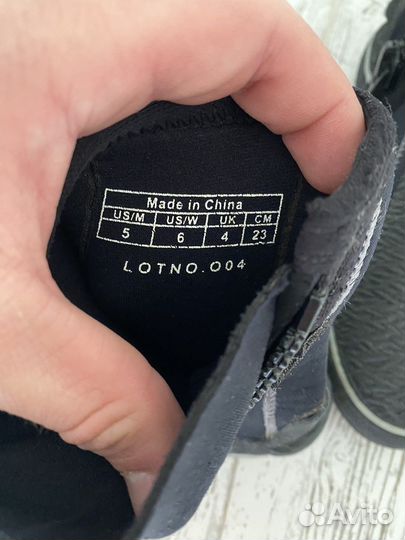 Made in China
US/M US/W UK CM
5 6 4 23
LOTNO.004
Avito